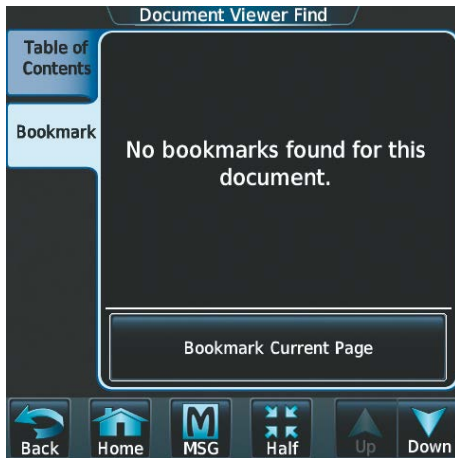 Document Viewer Find
Table of
Contents
Bookmark
No bookmarks found for this
document.
Bookmark Current Page
Back
Home
MSG
Half
Up
Down